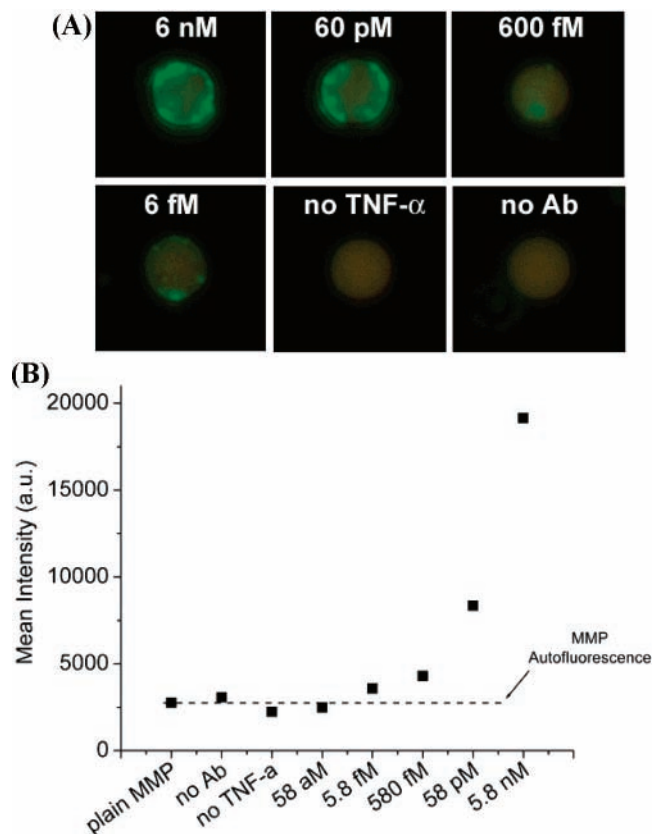 (A)
6 nM
60 pM
600 fM
6 fM
no TNF-α
no Ab
(B)
20000
15000
10000
5000
0
Mean Intensity (a.u.)
MMP
Autofluorescence
plain MMP
no Ab
no TNF-a
58 aM
5.8 fM
580 fM
58 pM
5.8 nM